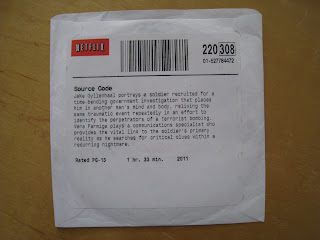 NETFLIX
220 308
01-527784472
Source Code
Jake Gyllenhaal portrays a soldier recruited for a
time-bending government investigation that places
him in another man's mind and body, reliving the
same traumatic event repeatedly in an effort to
identify the perpetrators of a terrorist bombing.
Vera Farmiga plays a communications specialist who
provides the vital link to the soldier's primary
reality as he searches for critical clues within a
recurring nightmare.
Rated PG-13 1 hr. 33 min. 2011